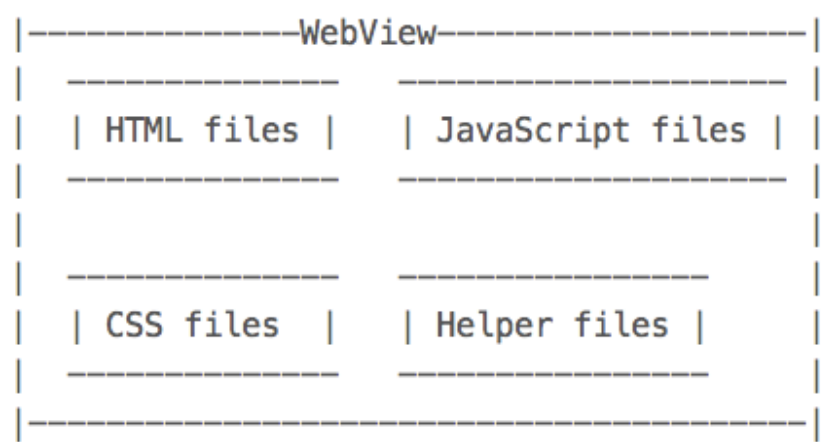 |--------------WebView-------------------|
|  --------------   -------------------- |
|  | HTML files |   | JavaScript files | |
|  --------------   -------------------- |
|                                        |
|  --------------   ----------------     |
|  | CSS files  |   | Helper files |     |
|  --------------   ----------------     |
|----------------------------------------|